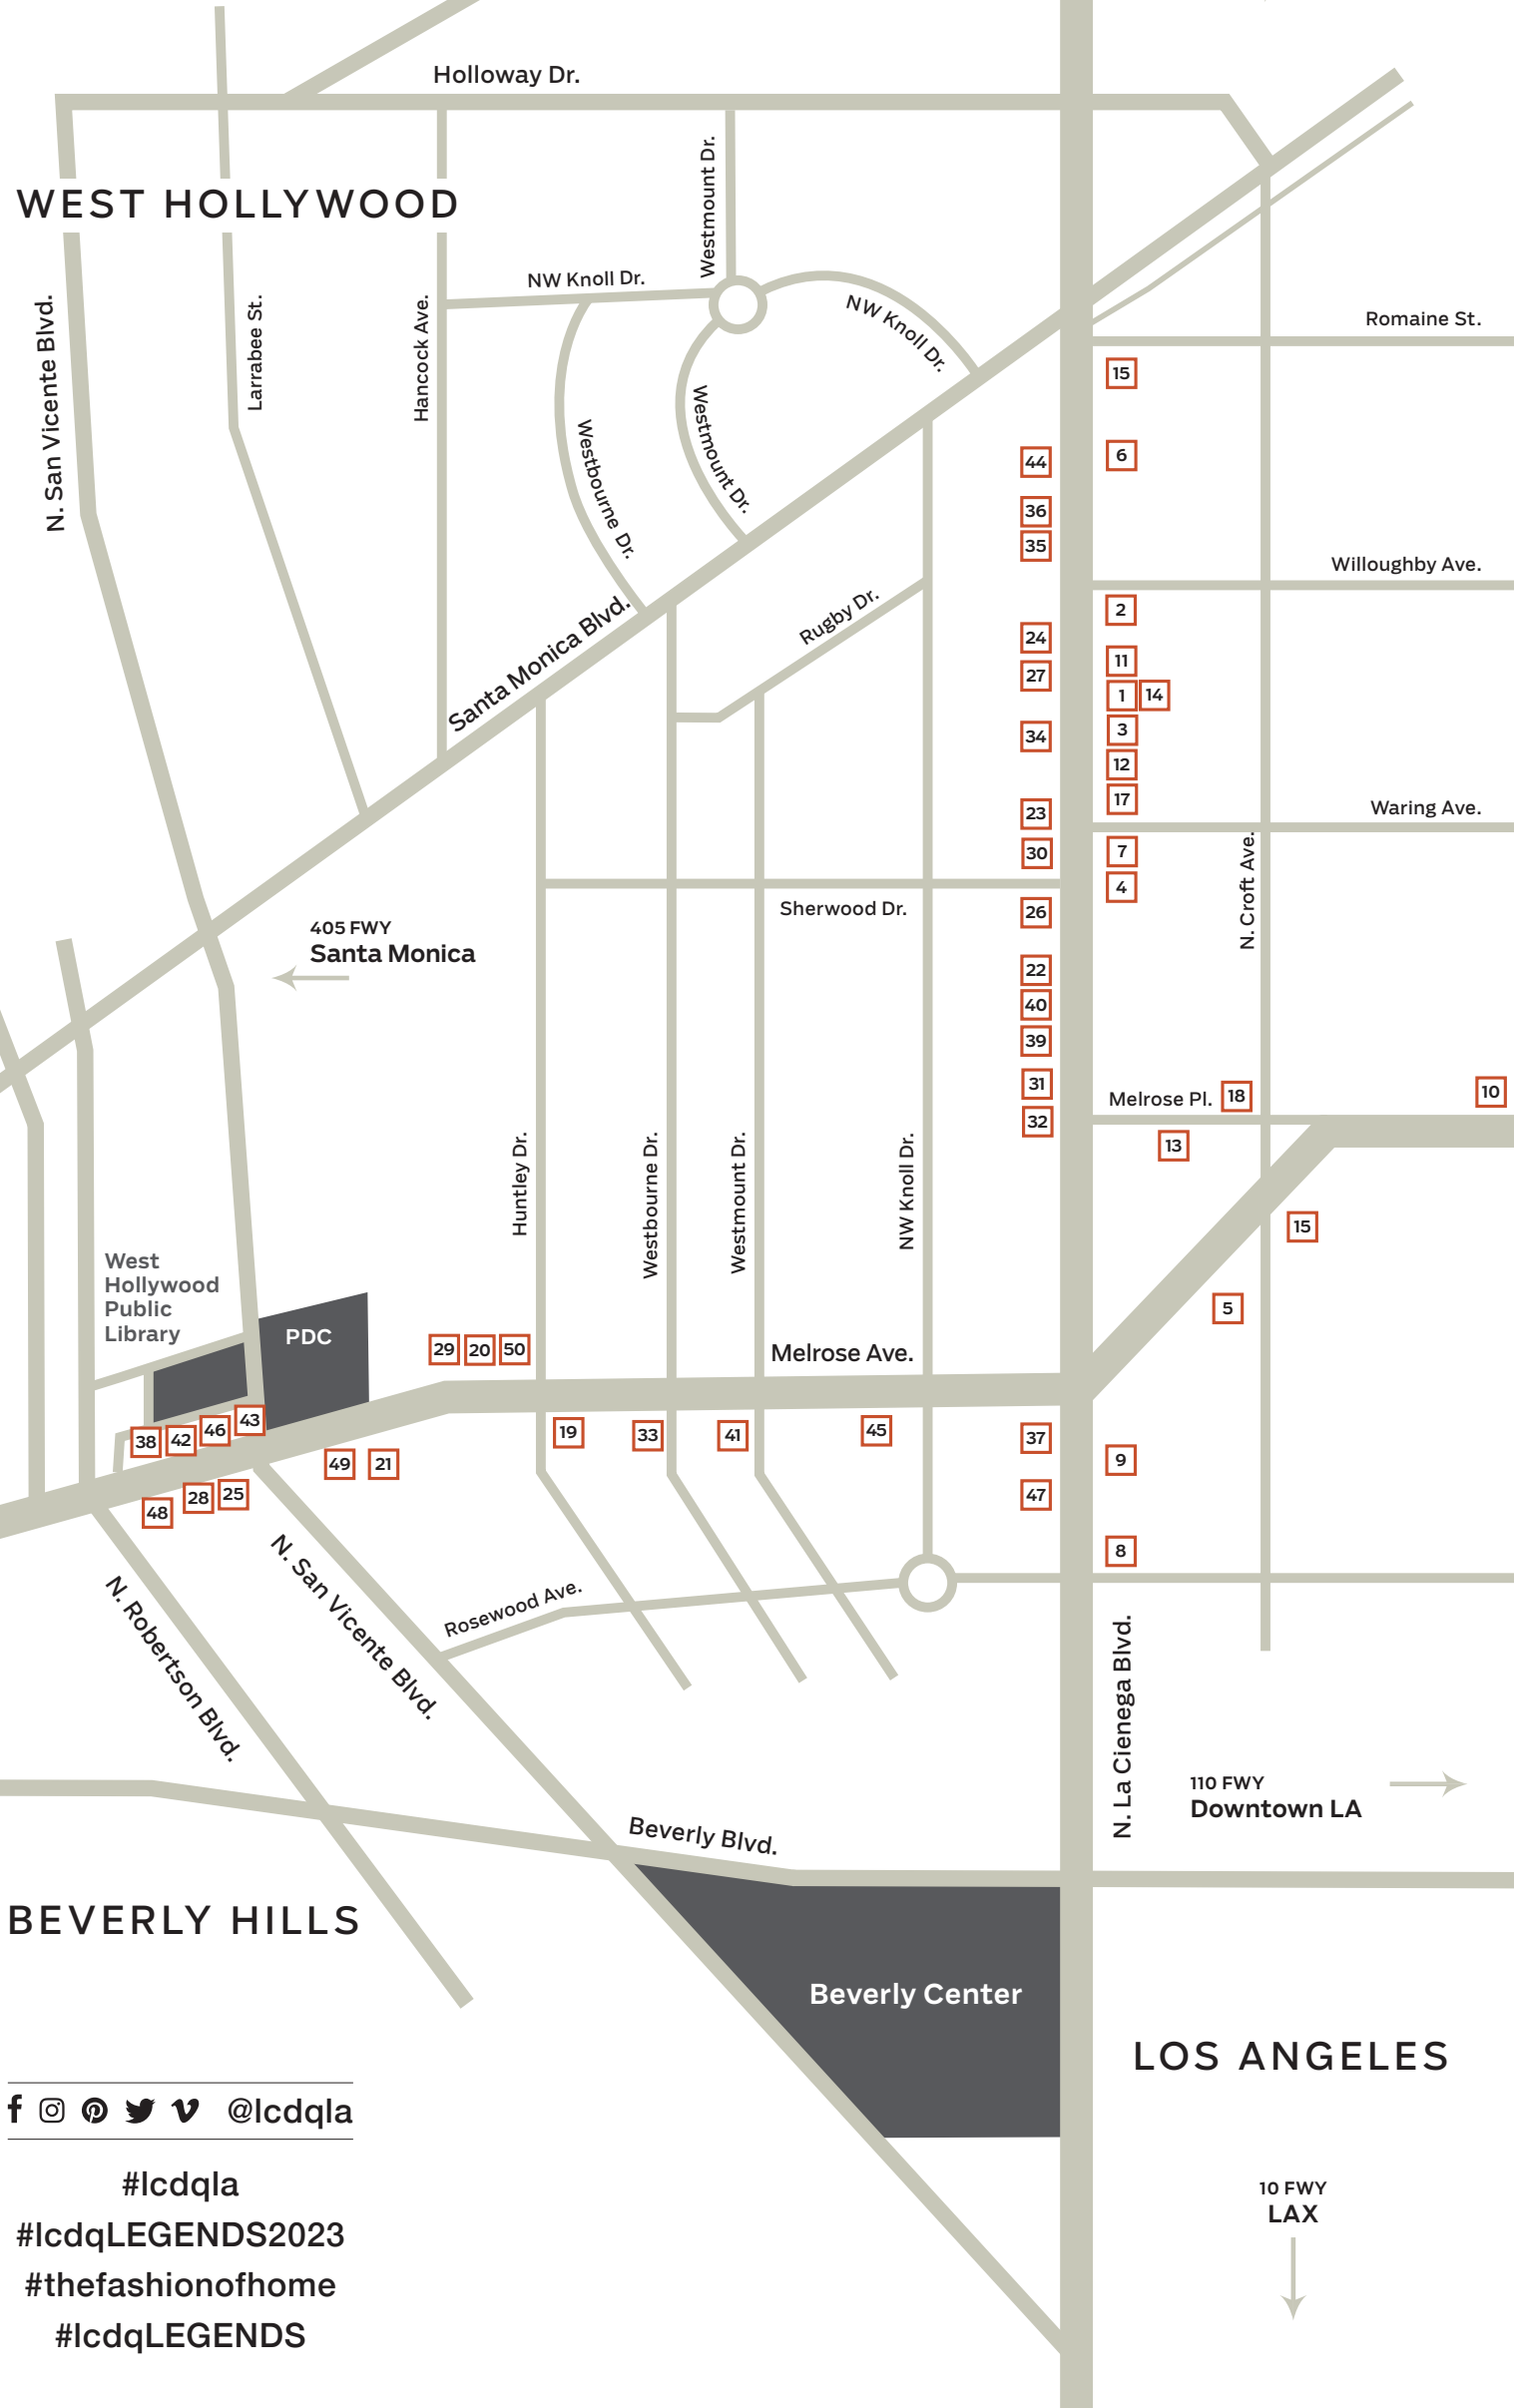 Holloway Dr.
WEST HOLLYWOOD
Westmount Dr.
NW Knoll Dr.
NW Knoll Dr.
N. San Vicente Blvd.
Larrabee St.
Hancock Ave.
Romaine St.
15
Westmount Dr.
Westbourne Dr.
44
6
36
35
Willoughby Ave.
Santa Monica Blvd.
Rugby Dr.
2
24
11
27
1
14
34
3
12
17
23
Waring Ave.
30
7
4
N. Croft Ave.
Sherwood Dr.
26
405 FWY
Santa Monica
22
40
39
31
32
Melrose Pl.
18
10
13
Huntley Dr.
Westbourne Dr.
Westmount Dr.
NW Knoll Dr.
15
West
Hollywood
Public
Library
PDC
5
29
20
50
Melrose Ave.
38
42
46
43
19
33
41
45
37
49
21
9
48
28
25
47
8
N. Robertson Blvd.
N. San Vicente Blvd.
Rosewood Ave.
N. La Cienega Blvd.
110 FWY
Downtown LA
Beverly Blvd.
BEVERLY HILLS
Beverly Center
LOS ANGELES
@lcdqla
#lcdqla
#lcdqLEGENDS2023
#thefashionofhome
#lcdqLEGENDS
10 FWY
LAX